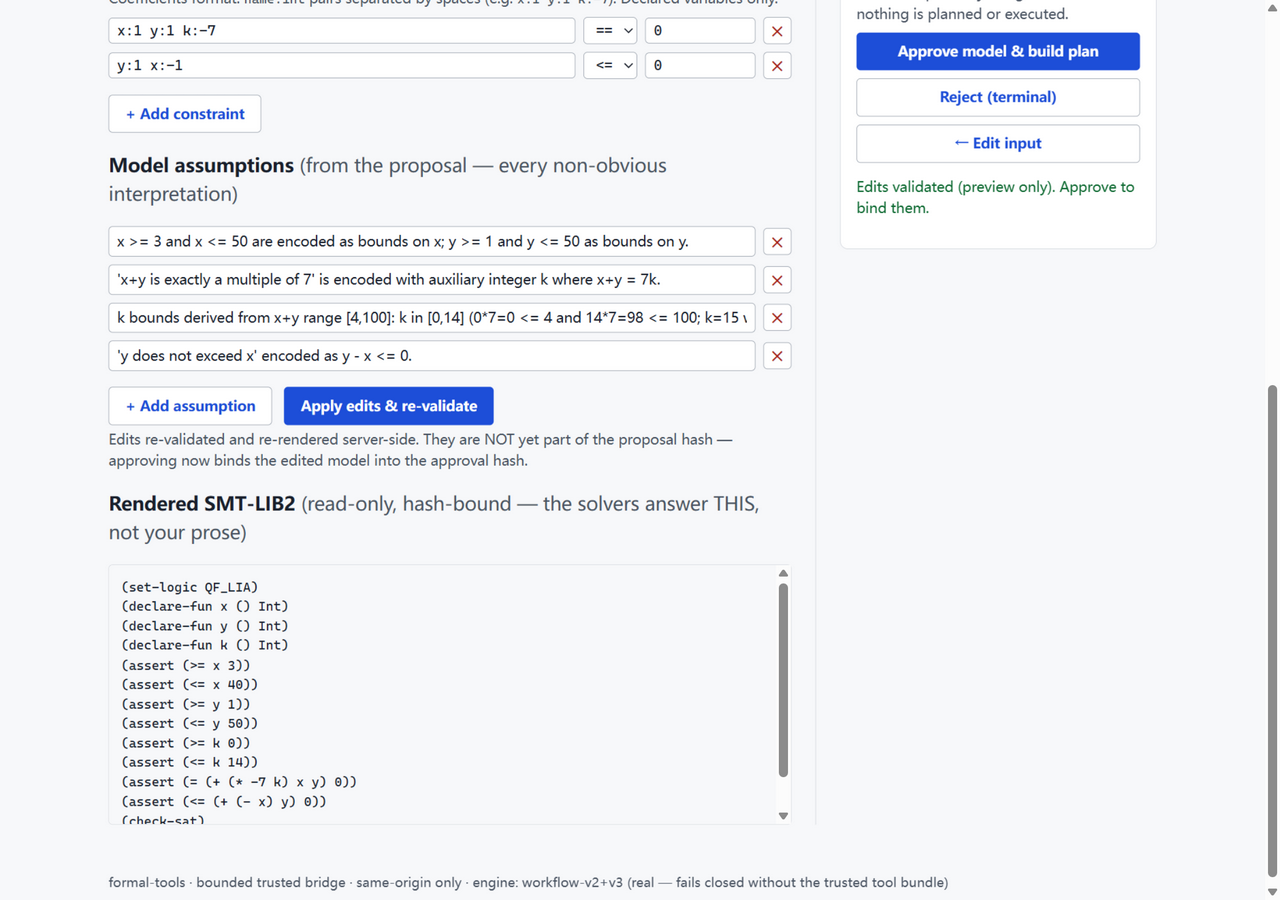 x:1 y:1 k:-7
==
0
y:1 x:-1
<=
0
+ Add constraint
Model assumptions (from the proposal — every non-obvious
interpretation)
x >= 3 and x <= 50 are encoded as bounds on x; y >= 1 and y <= 50 as bounds on y.
'x+y is exactly a multiple of 7' is encoded with auxiliary integer k where x+y = 7k.
k bounds derived from x+y range [4,100]: k in [0,14] (0*7=0 <= 4 and 14*7=98 <= 100; k=15
'y does not exceed x' encoded as y - x <= 0.
+ Add assumption
Apply edits & re-validate
Edits re-validated and re-rendered server-side. They are NOT yet part of the proposal hash —
approving now binds the edited model into the approval hash.
Rendered SMT-LIB2 (read-only, hash-bound — the solvers answer THIS,
not your prose)
(set-logic QF_LIA)
(declare-fun x () Int)
(declare-fun y () Int)
(declare-fun k () Int)
(assert (>= x 3))
(assert (<= x 40))
(assert (>= y 1))
(assert (<= y 50))
(assert (>= k 0))
(assert (<= k 14))
(assert (= (+ (* -7 k) x y) 0))
(assert (<= (+ (- x) y) 0))
(check-sat)
nothing is planned or executed.
Approve model & build plan
Reject (terminal)
← Edit input
Edits validated (preview only). Approve to
bind them.
formal-tools · bounded trusted bridge · same-origin only · engine: workflow-v2+v3 (real — fails closed without the trusted tool bundle)